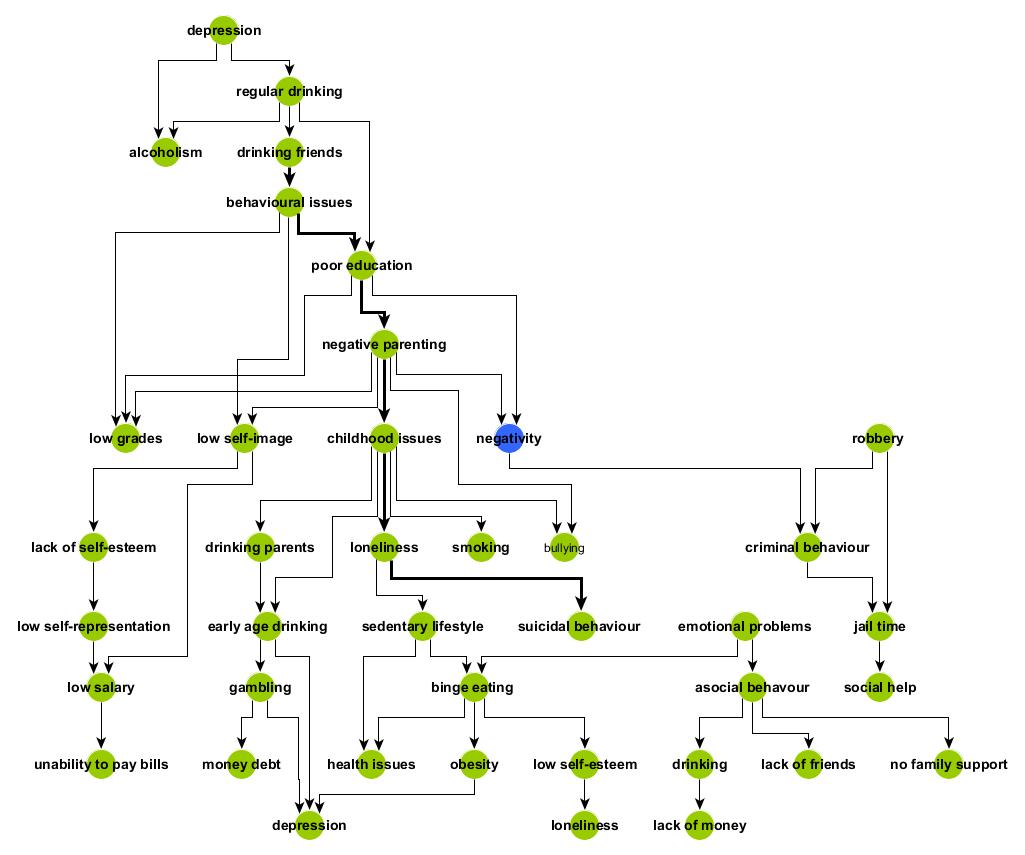 depression
regular drinking
alcoholism
drinking friends
behavioural issues
poor education
negative parenting
low grades
low self-image
childhood issues
negativity
robbery
lack of self-esteem
drinking parents
loneliness
smoking
bullying
criminal behaviour
low self-representation
early age drinking
sedentary lifestyle
suicidal behaviour
emotional problems
jail time
low salary
gambling
binge eating
asocial behavour
social help
unability to pay bills
money debt
health issues
obesity
low self-esteem
drinking
lack of friends
no family support
depression
loneliness
lack of money